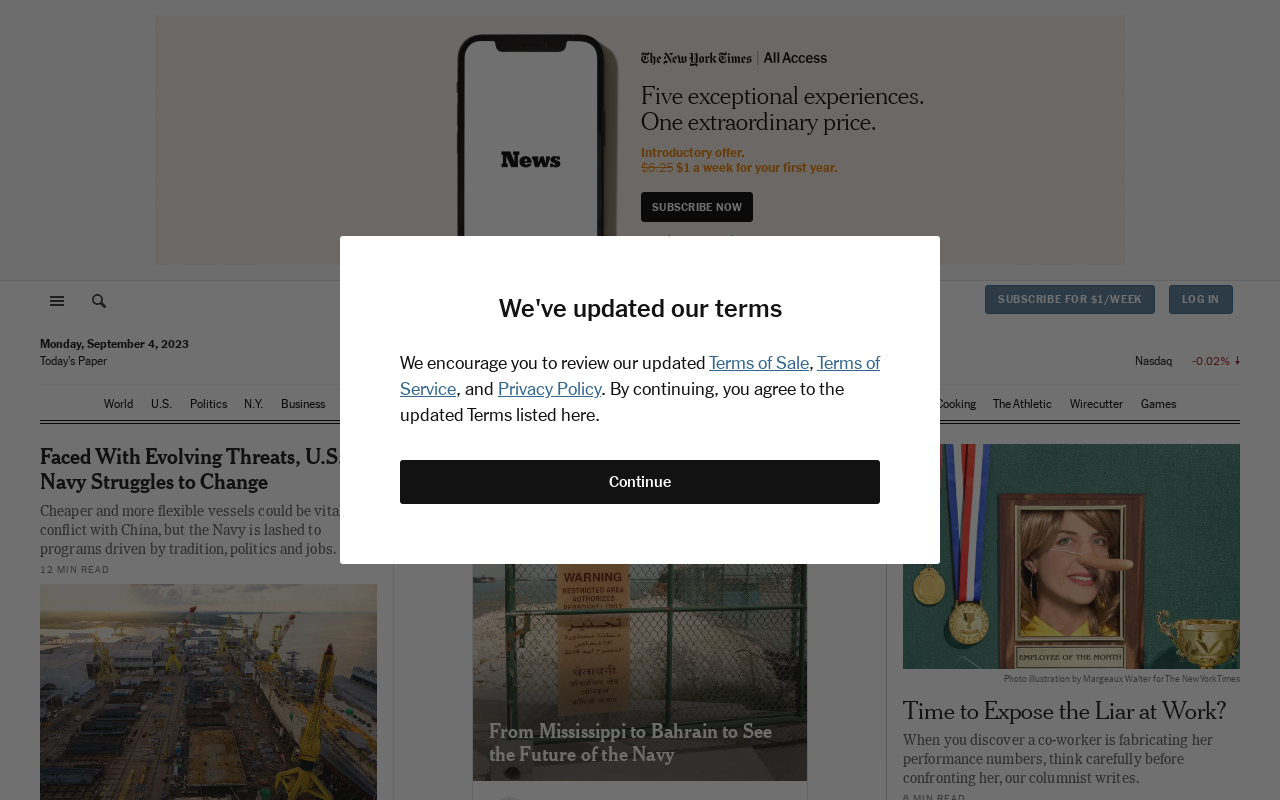 The New York Times | All Access
Five exceptional experiences.
One extraordinary price.
Introductory offer.
$6.25 $1 a week for your first year.
News
SUBSCRIBE NOW
SUBSCRIBE FOR $1/WEEK
LOG IN
Monday, September 4, 2023
Today's Paper
Nasdaq -0.02%
World U.S. Politics N.Y. Business
Cooking The Athletic Wirecutter Games
We've updated our terms
We encourage you to review our updated Terms of Sale, Terms of
Service, and Privacy Policy. By continuing, you agree to the
updated Terms listed here.
Continue
Faced With Evolving Threats, U.S.
Navy Struggles to Change
Cheaper and more flexible vessels could be vital
conflict with China, but the Navy is lashed to
programs driven by tradition, politics and jobs.
12 MIN READ
WARNING
RESTRICTED AREA
AUTHORIZED
PERSONNEL ONLY
تحذير
From Mississippi to Bahrain to See
the Future of the Navy
EMPLOYEE OF THE MONTH
Photo illustration by Margeaux Walter for The New York Times
Time to Expose the Liar at Work?
When you discover a co-worker is fabricating her
performance numbers, think carefully before
confronting her, our columnist writes.
6 MIN READ